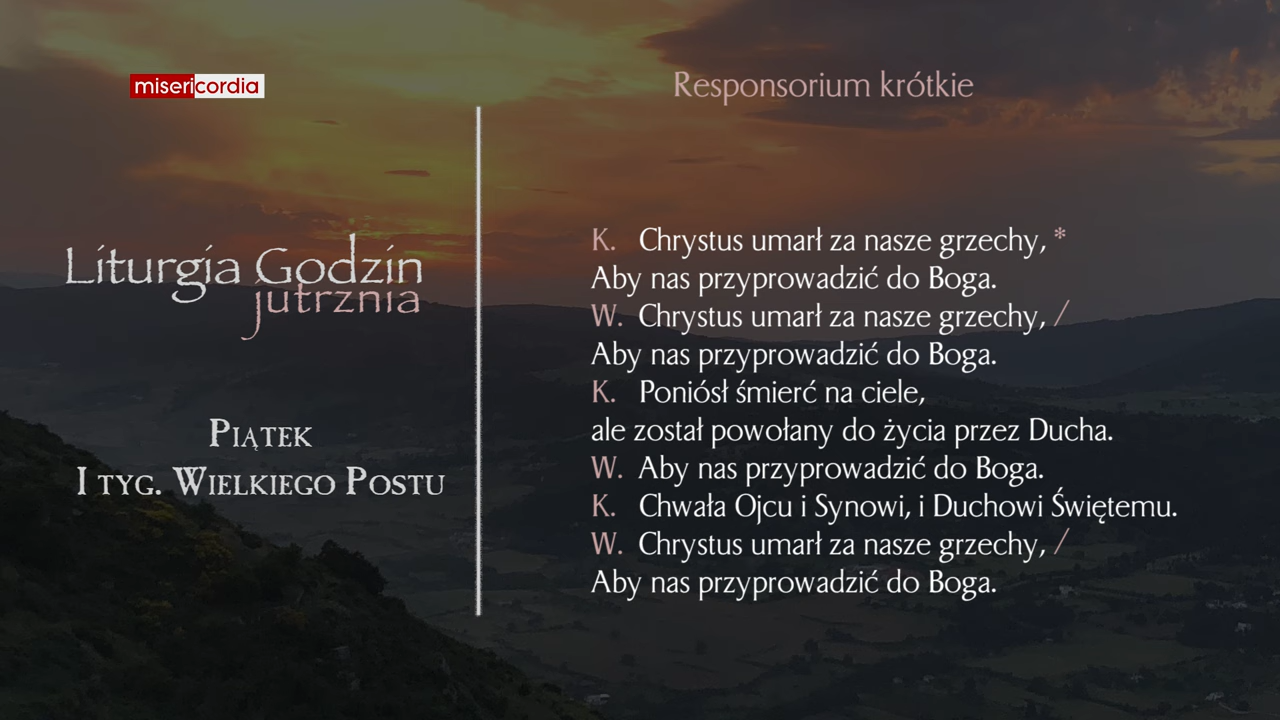 misericordia
Liturgia Godzin
jutrznia
Piątek
I tyg. Wielkiego Postu
Responsorium krótkie
K. Chrystus umarł za nasze grzechy, *
Aby nas przyprowadzić do Boga.
W. Chrystus umarł za nasze grzechy, /
Aby nas przyprowadzić do Boga.
K. Poniósł śmierć na ciele,
ale został powołany do życia przez Ducha.
W. Aby nas przyprowadzić do Boga.
K. Chwała Ojcu i Synowi, i Duchowi Świętemu.
W. Chrystus umarł za nasze grzechy, /
Aby nas przyprowadzić do Boga.